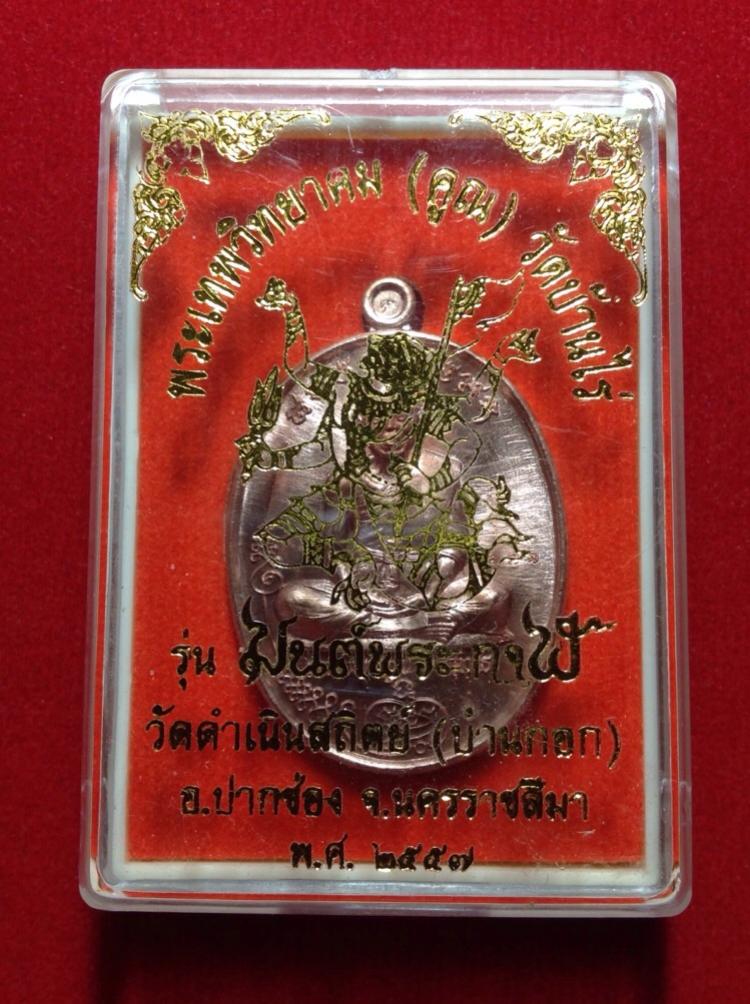 พระเทพวิทยาคม (คูณ) วัดบ้านไร่
รุ่น มนต์พระกาฬ
วัดดำเนินสถิตย์ (บ้านกอก)
อ.ปากช่อง จ.นครราชสีมา
พ.ศ. ๒๕๕๗